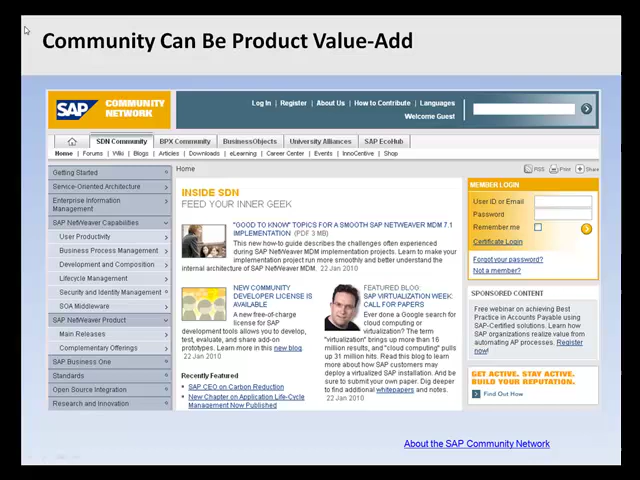 Community Can Be Product Value-Add
SAP COMMUNITY NETWORK
Log In | Register | About Us | How to Contribute | Languages
Welcome Guest
SDN Community BPX Community BusinessObjects University Alliances SAP EcoHub
Home | Forums | Wiki | Blogs | Articles | Downloads | eLearning | Career Center | Events | InnoCentive | Shop
Getting Started
Service-Oriented Architecture
Enterprise Information
Management
SAP NetWeaver Capabilities
User Productivity
Business Process Management
Development and Composition
Lifecycle Management
Security and Identity Management
SOA Middleware
SAP NetWeaver Product
Main Releases
Complementary Offerings
SAP Business One
Standards
Open Source Integration
Research and Innovation
Home
RSS Print Share
INSIDE SDN
FEED YOUR INNER GEEK
"GOOD TO KNOW" TOPICS FOR A SMOOTH SAP NETWEAVER MDM 7.1
IMPLEMENTATION (PDF 3 MB)
This new how-to guide describes the challenges often experienced
during SAP NetWeaver MDM implementation projects. Learn to make your
implementation project run more smoothly and better understand the
internal architecture of SAP NetWeaver MDM. 22 Jan 2010
NEW COMMUNITY
DEVELOPER LICENSE IS
AVAILABLE
A new free-of-charge
license for SAP
development tools allows you to develop,
test, evaluate, and share add-on
prototypes. Learn more in this new blog.
22 Jan 2010
Recently Featured
SAP CEO on Carbon Reduction
New Chapter on Application Life-Cycle
Management Now Published
FEATURED BLOG:
SAP VIRTUALIZATION WEEK:
CALL FOR PAPERS
Ever done a Google search for
cloud computing or
virtualization? The term
"virtualization" brings up more than 16
million results, and "cloud computing" pulls
up 31 million hits. Read this blog to learn
more about how SAP customers may
deploy a virtualized SAP installation. And be
sure to submit your own paper. Dig deeper
to find additional whitepapers and notes.
22 Jan 2010
MEMBER LOGIN
User ID or Email
Password
Remember me
Certificate Login
Forgot your password?
Not a member?
SPONSORED CONTENT
Free webinar on achieving Best
Practice in Accounts Payable using
SAP-Certified solutions. Learn how
SAP organizations realize value from
automating AP processes. Register
now!
GET ACTIVE. STAY ACTIVE.
BUILD YOUR REPUTATION.
Find Out How
About the SAP Community Network